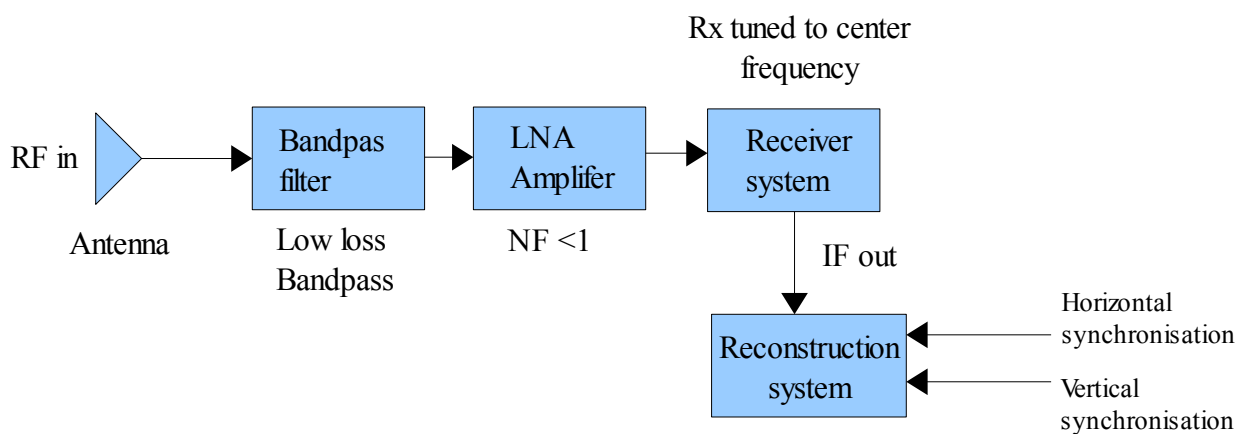 Rx tuned to center
frequency
RF in
Antenna
Bandpas
filter
Low loss
Bandpass
LNA
Amplifer
NF <1
Receiver
system
IF out
Reconstruction
system
Horizontal
synchronisation
Vertical
synchronisation